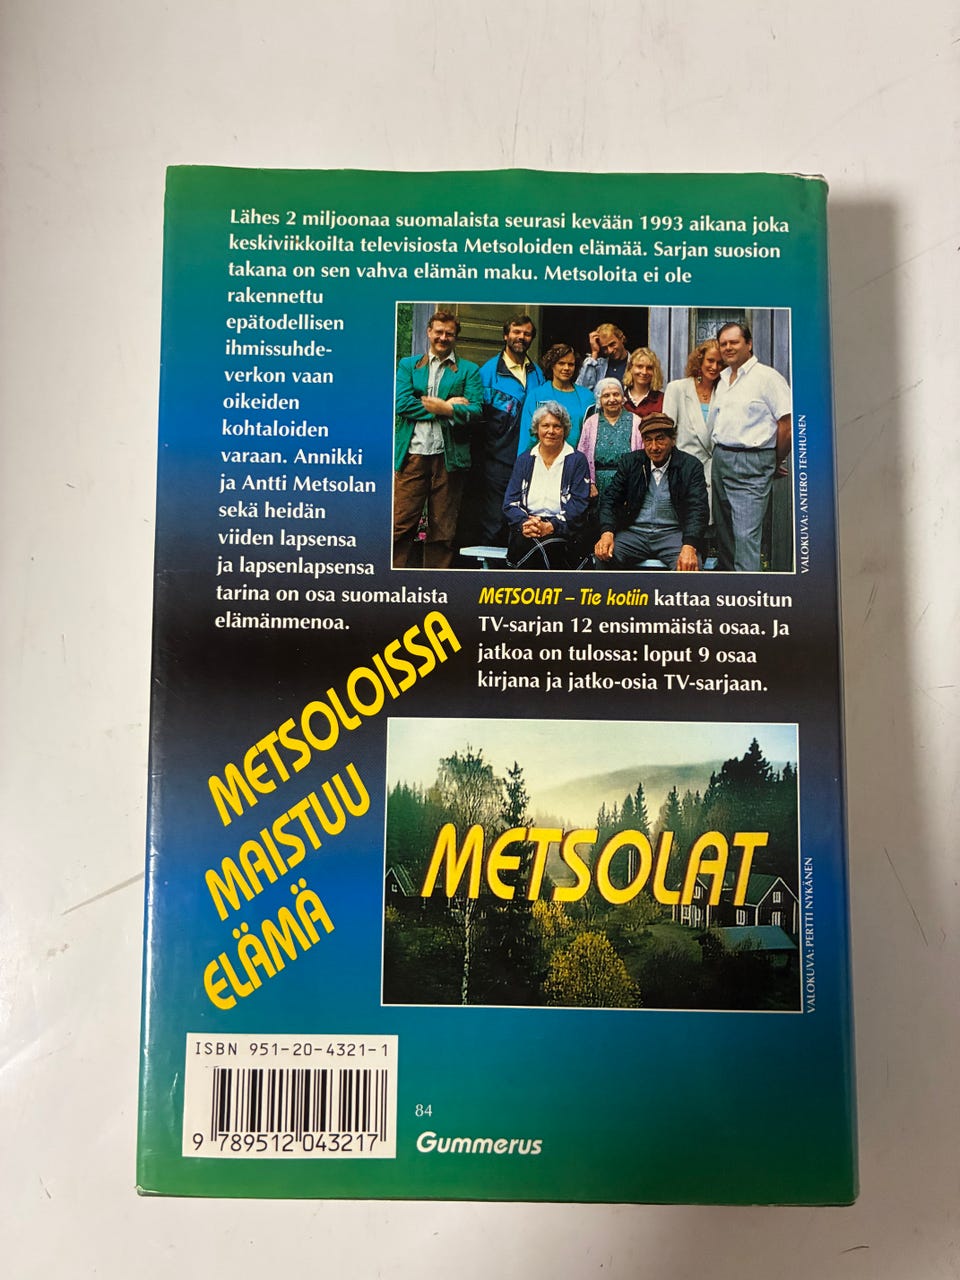 Lähes 2 miljoonaa suomalaista seurasi kevään 1993 aikana joka
keskiviikkoilta televisiosta Metsoloiden elämää. Sarjan suosion
takana on sen vahva elämän maku. Metsoloita ei ole
rakennettu
epätodellisen
ihmissuhde-
verkon vaan
oikeiden
kohtaloiden
varaan. Annikki
ja Antti Metsolan
sekä heidän
viiden lapsensa
ja lapsenlapsensa
tarina on osa suomalaista
elämänmenoa.
VALOKUVA: ANTERO TENHUNEN
METSOLAT – Tie kotiin kattaa suositun
TV-sarjan 12 ensimmäistä osaa. Ja
jatkoa on tulossa: loput 9 osaa
kirjana ja jatko-osia TV-sarjaan.
METSOLOISSA
MAISTUU
ELÄMÄ
METSOLAT
VALOKUVA: PERTTI NYKÄNEN
ISBN 951-20-4321-1
9 789512 043217
84
Gummerus